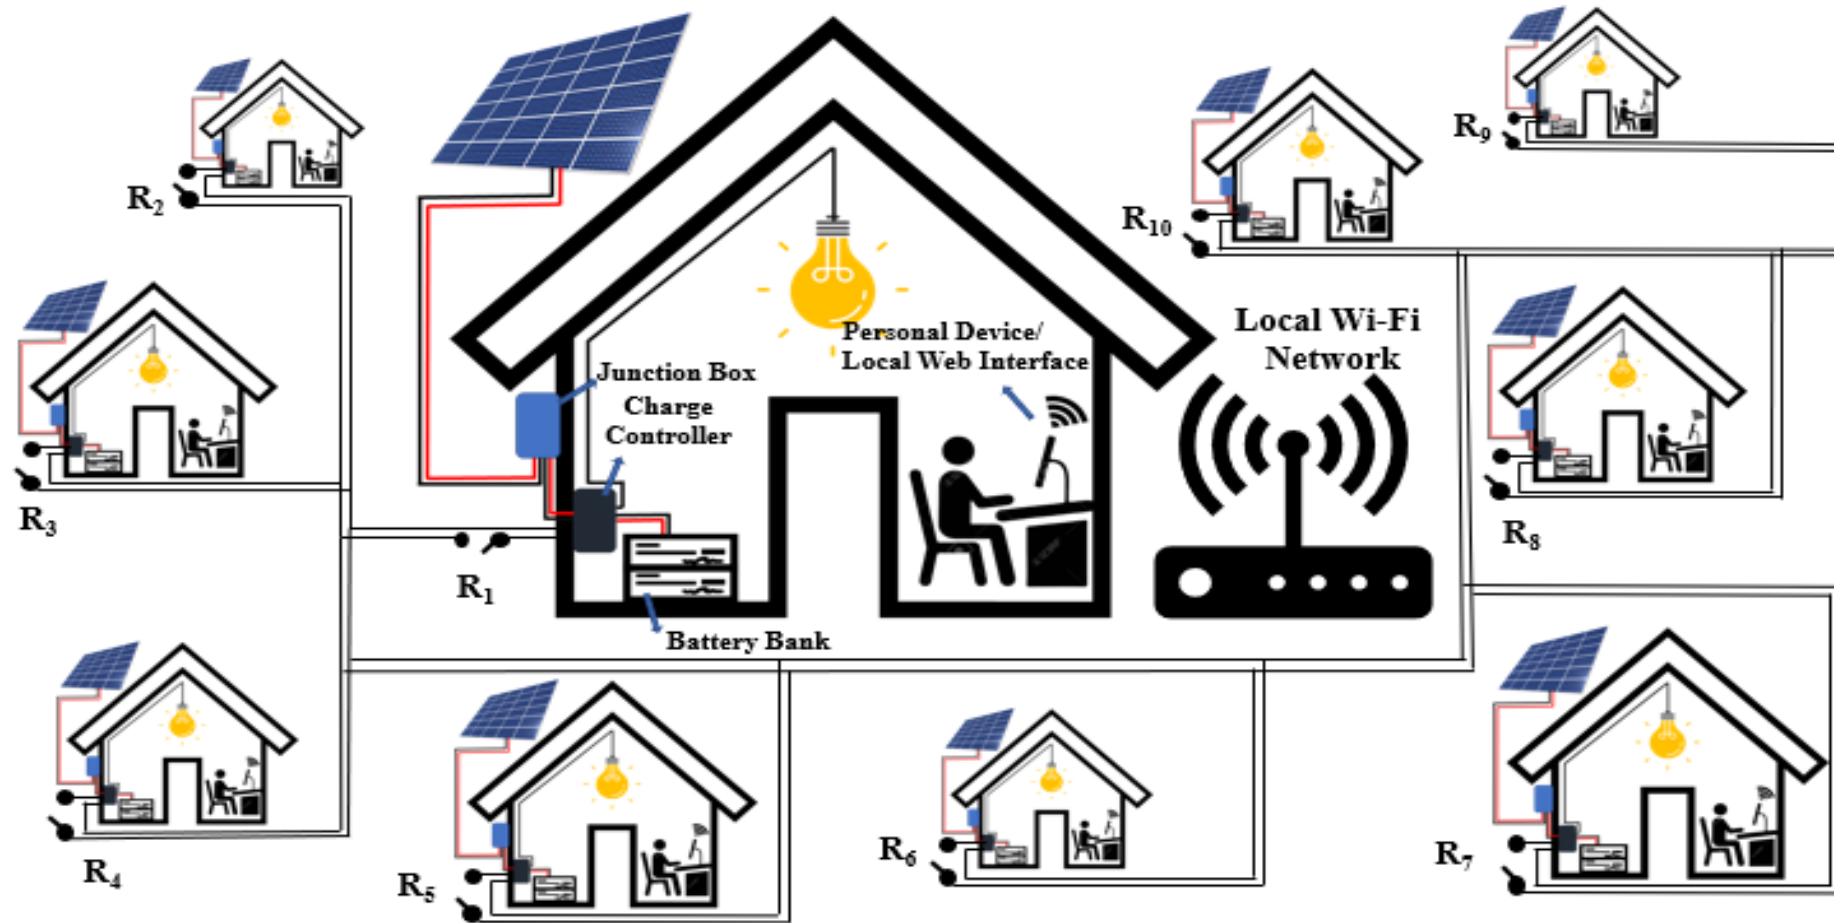 R₂
R₃
R₄
Junction Box
Charge
Controller
R₁
Battery Bank
Personal Device/
Local Web Interface
Local Wi-Fi
Network
R₅
R₆
R₇
R₈
R₉
R₁₀